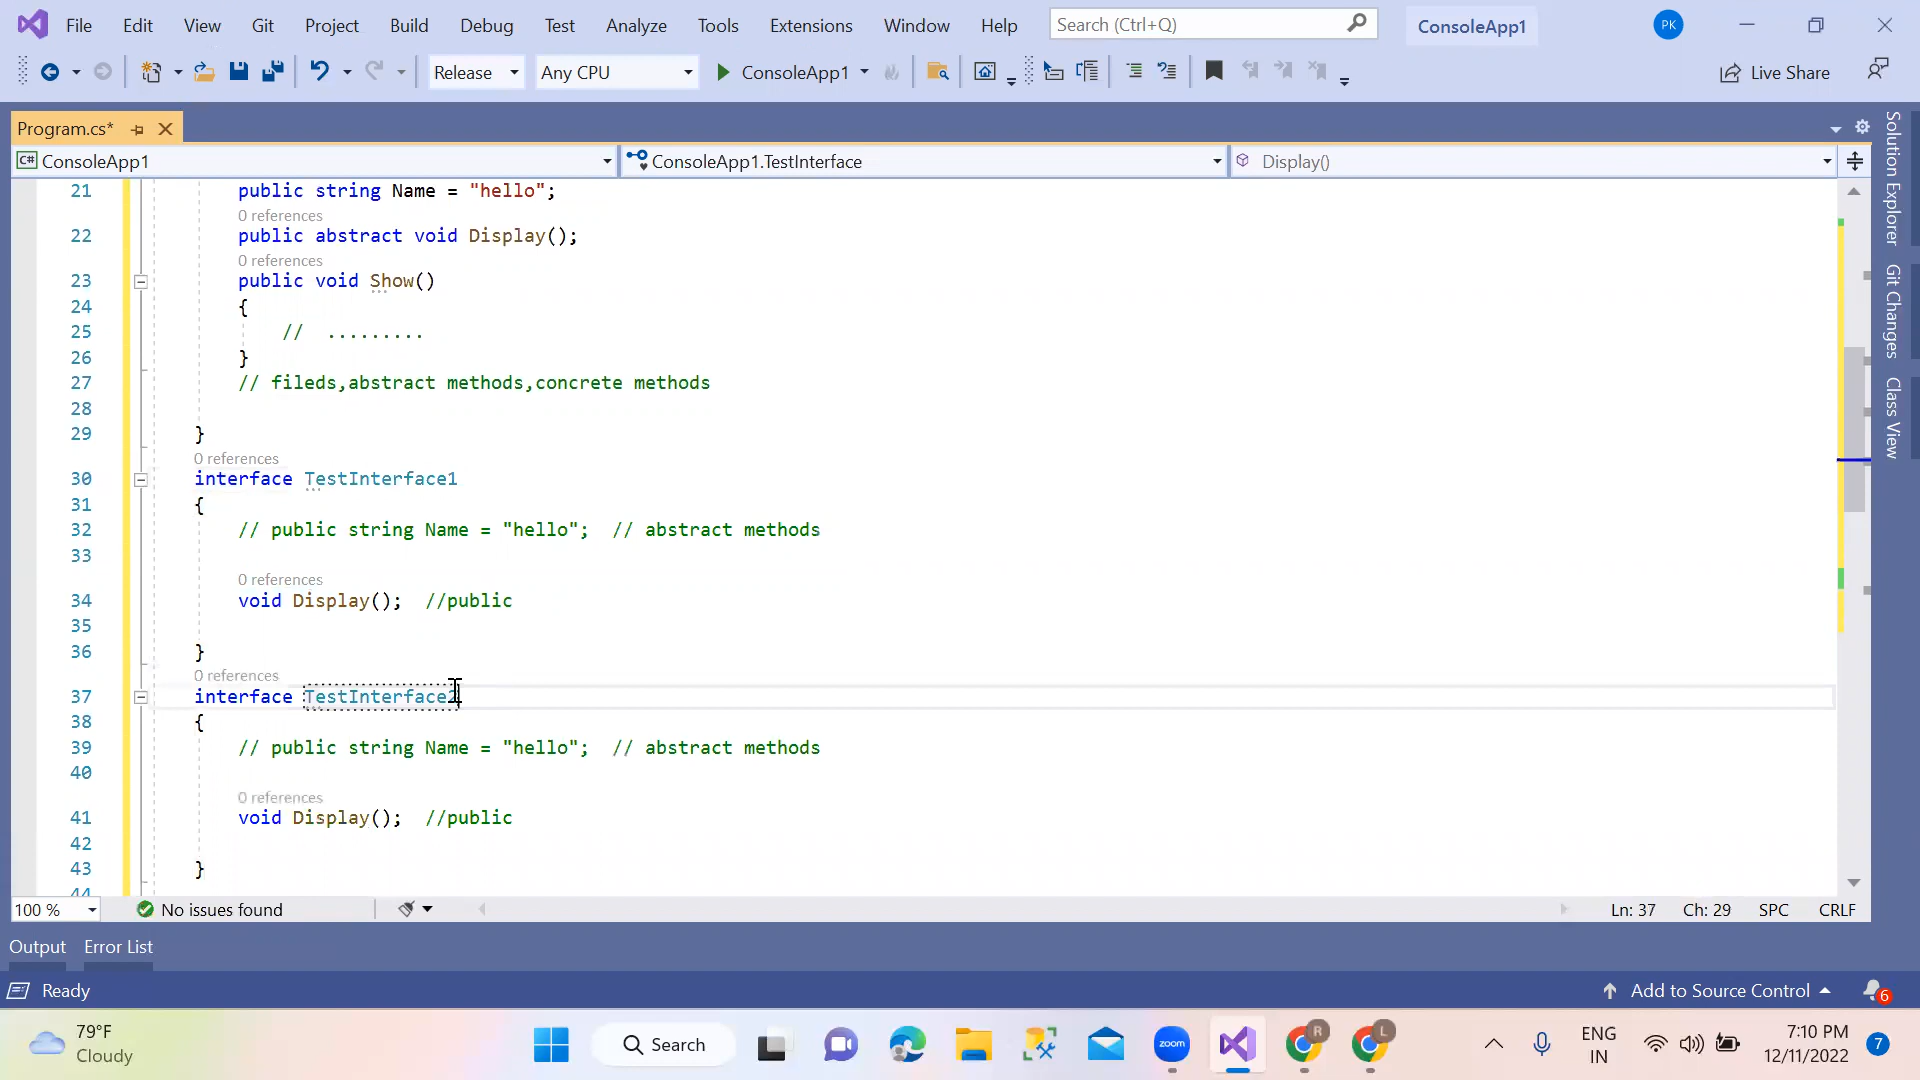 File Edit View Git Project Build Debug Test Analyze Tools Extensions Window Help Search (Ctrl+Q) ConsoleApp1 PK
Release Any CPU ConsoleApp1 Live Share
Program.cs*
C# ConsoleApp1 ConsoleApp1.TestInterface Display()
21 public string Name = "hello";
0 references
22 public abstract void Display();
0 references
23 public void Show()
24 {
25 // .........
26 }
27 // fileds,abstract methods,concrete methods
28
29 }
0 references
30 interface TestInterface1
31 {
32 // public string Name = "hello"; // abstract methods
33
0 references
34 void Display(); //public
35
36 }
0 references
37 interface TestInterface2
38 {
39 // public string Name = "hello"; // abstract methods
40
0 references
41 void Display(); //public
42
43 }
44
Solution Explorer
Git Changes
Class View
100 % No issues found Ln: 37 Ch: 29 SPC CRLF
Output Error List
Ready Add to Source Control 6
79°F
Cloudy
Search
zoom
R
L
ENG
IN
7:10 PM
12/11/2022
7